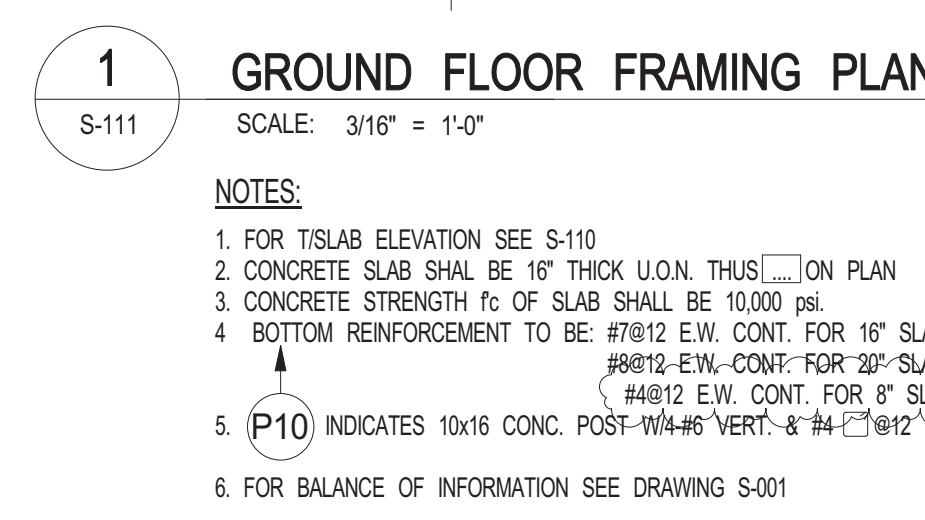 1
GROUND FLOOR FRAMING PLAN
S-111
SCALE: 3/16" = 1'-0"
NOTES:
1. FOR T/SLAB ELEVATION SEE S-110
2. CONCRETE SLAB SHAL BE 16" THICK U.O.N. THUS .... ON PLAN
3. CONCRETE STRENGTH f'c OF SLAB SHALL BE 10,000 psi.
4 BOTTOM REINFORCEMENT TO BE: #7@12 E.W. CONT. FOR 16" SLA
#8@12 E.W. CONT. FOR 20" SLA
#4@12 E.W. CONT. FOR 8" SL
5. P10 INDICATES 10x16 CONC. POST W/4-#6 VERT. & #4 @12
6. FOR BALANCE OF INFORMATION SEE DRAWING S-001